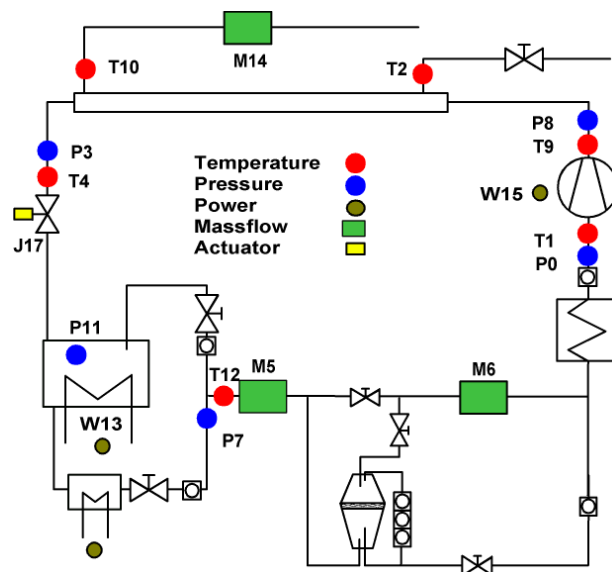 M14
T10
T2
P8
P3
T9
T4
Temperature
Pressure
W15
Power
T1
Massflow
J17
P0
Actuator
P11
M5
M6
T12
W13
P7